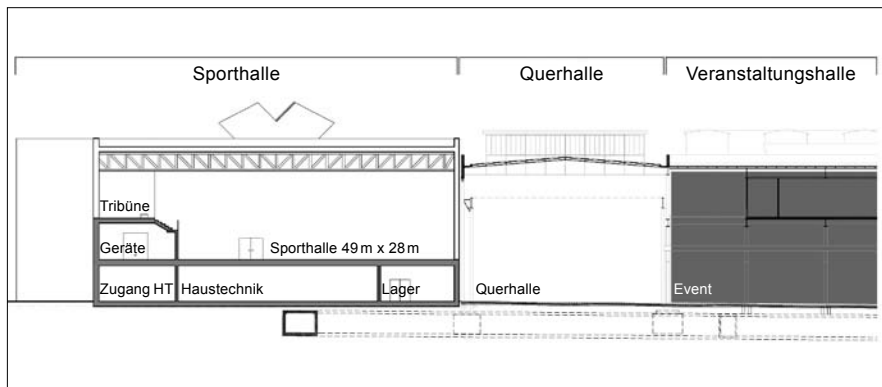 Sporthalle
Querhalle
Veranstaltungshalle
Tribüne
Geräte
Sporthalle 49 m x 28 m
Zugang HT
Haustechnik
Lager
Querhalle
Event